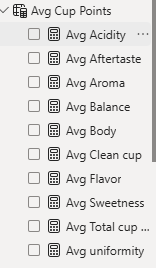 Avg Cup Points
Avg Acidity ...
Avg Aftertaste
Avg Aroma
Avg Balance
Avg Body
Avg Clean cup
Avg Flavor
Avg Sweetness
Avg Total cup ...
Avg uniformity